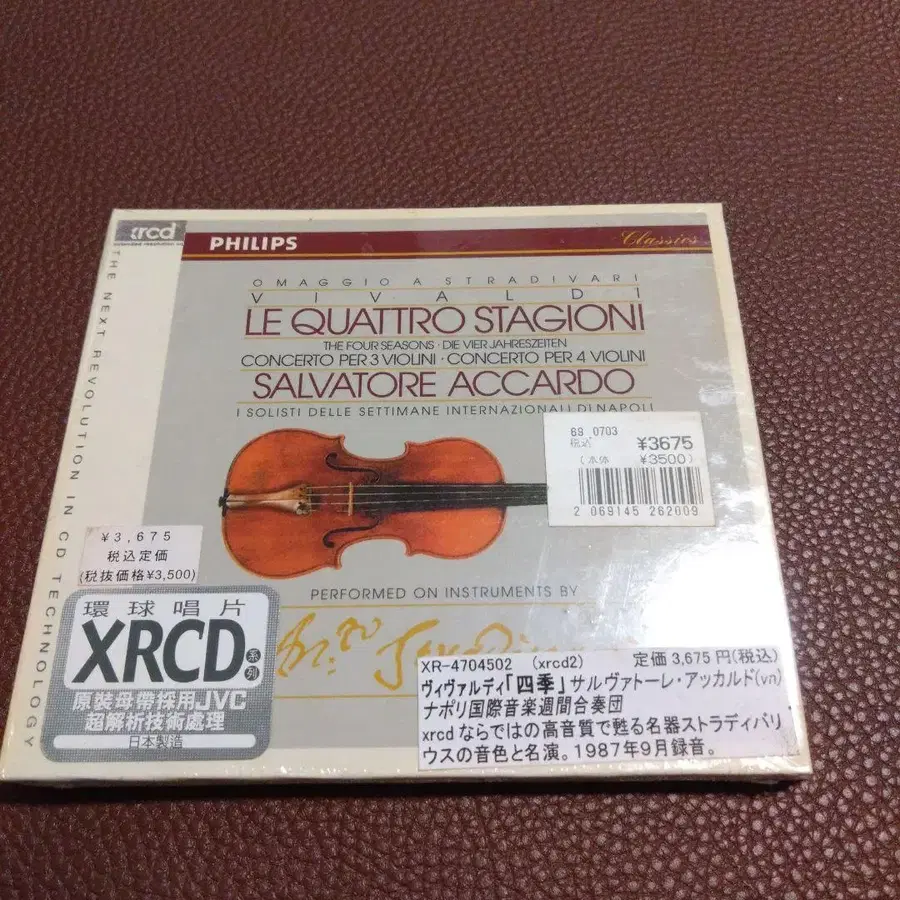 xrcd
PHILIPS
Classics
THE NEXT REVOLUTION IN CD TECHNOLOGY
OMAGGIO A STRADIVARI
VIVALDI
LE QUATTRO STAGIONI
THE FOUR SEASONS · DIE VIER JAHRESZEITEN
CONCERTO PER 3 VIOLINI · CONCERTO PER 4 VIOLINI
SALVATORE ACCARDO
I SOLISTI DELLE SETTIMANE INTERNAZIONALI DI NAPOLI
69 0703
税込 ¥3675
(本体 ¥3500)
2 069145 262009
¥3,675
税込定価
(税抜価格¥3,500)
PERFORMED ON INSTRUMENTS BY
環球唱片
XRCD系列
原裝母帶採用JVC
超解析技術處理
日本製造
XR-4704502 (xrcd2) 定価 3,675円(税込)
ヴィヴァルディ「四季」サルヴァトーレ・アッカルド(vn)
ナポリ国際音楽週間合奏団
xrcd ならではの高音質で甦る名器ストラディバリ
ウスの音色と名演。1987年9月録音。